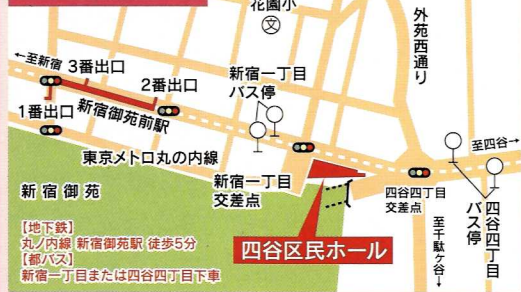 花園小
文
外苑西通り
←至新宿
3番出口
2番出口
新宿一丁目
バス停
1番出口
新宿御苑前駅
東京メトロ丸の内線
至四谷→
新宿御苑
新宿一丁目
交差点
四谷四丁目
交差点
四谷四丁目
バス停
至千駄ヶ谷→
四谷区民ホール
【地下鉄】
丸ノ内線 新宿御苑駅 徒歩5分
【都バス】
新宿一丁目または四谷四丁目下車